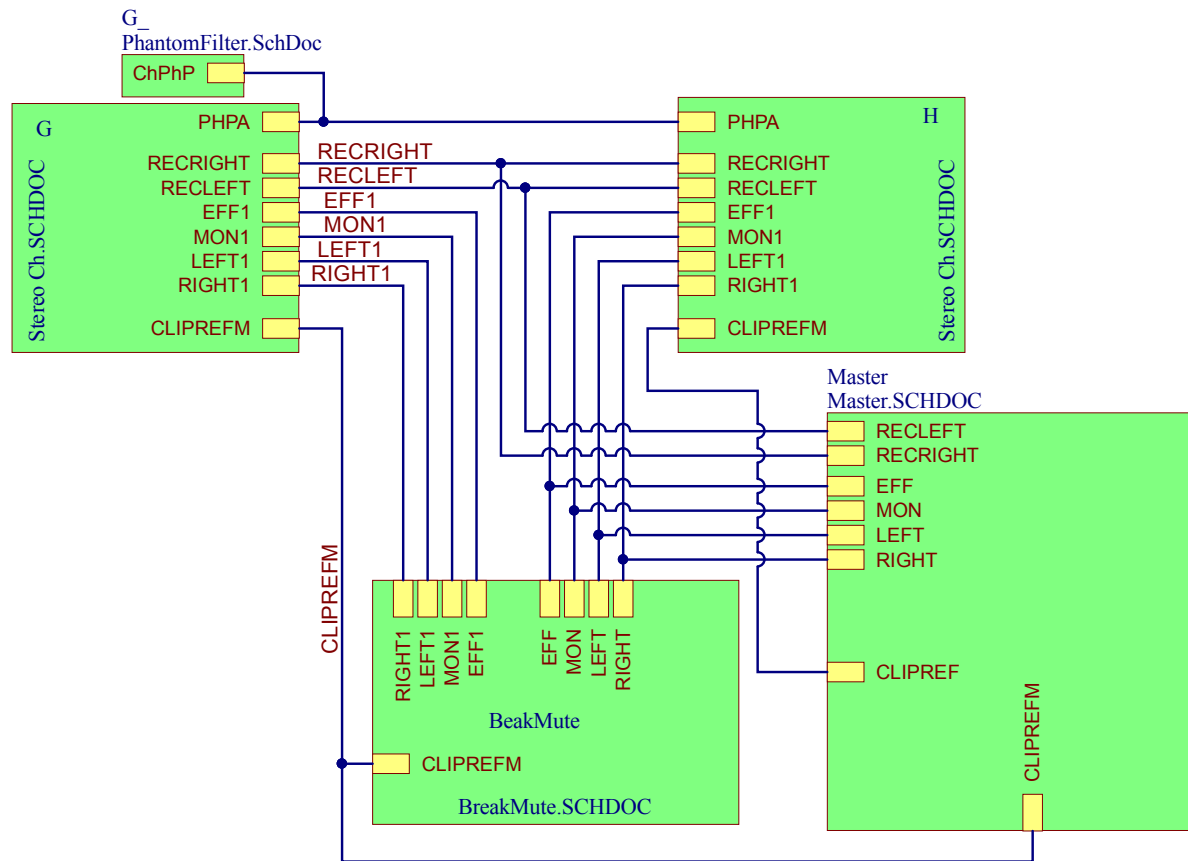 G_
PhantomFilter.SchDoc
ChPhP
G
Stereo Ch.SCHDOC
PHPA
RECRIGHT
RECLEFT
EFF1
MON1
LEFT1
RIGHT1
CLIPREFM
RECRIGHT
RECLEFT
EFF1
MON1
LEFT1
RIGHT1
H
Stereo Ch.SCHDOC
PHPA
RECRIGHT
RECLEFT
EFF1
MON1
LEFT1
RIGHT1
CLIPREFM
Master
Master.SCHDOC
RECLEFT
RECRIGHT
EFF
MON
LEFT
RIGHT
CLIPREF
CLIPREFM
CLIPREFM
RIGHT1
LEFT1
MON1
EFF1
EFF
MON
LEFT
RIGHT
BeakMute
CLIPREFM
BreakMute.SCHDOC